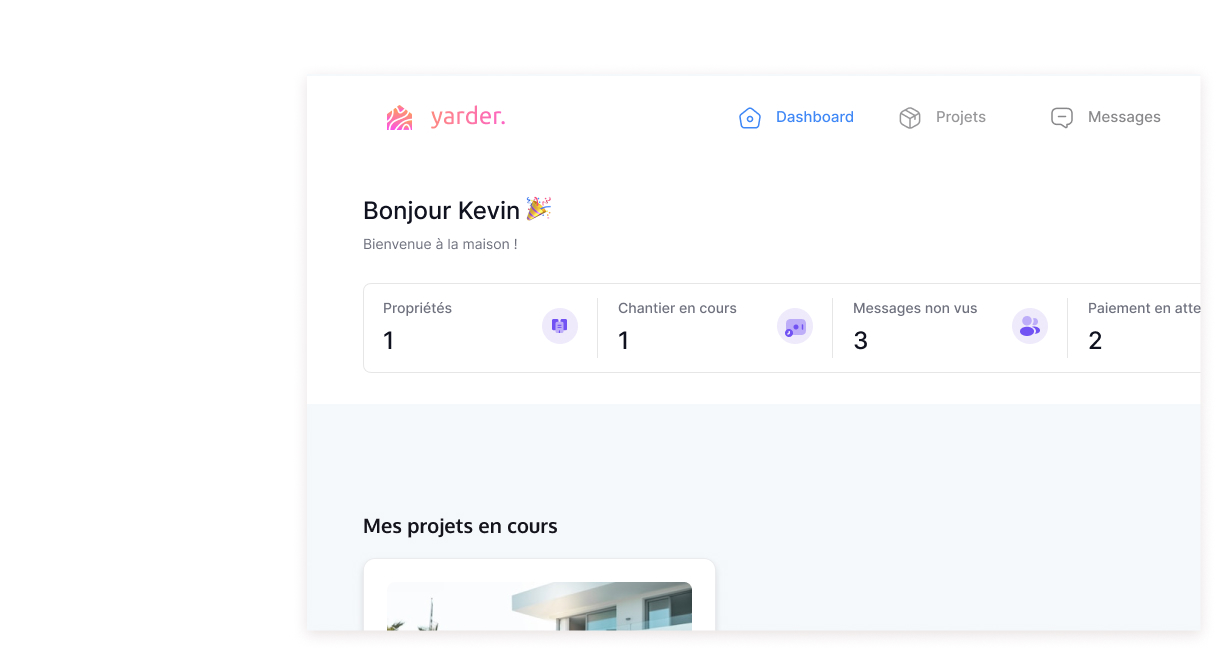 yarder.
Dashboard
Projets
Messages
Bonjour Kevin 🎉
Bienvenue à la maison !
Propriétés
1
Chantier en cours
1
Messages non vus
3
Paiement en atte
2
Mes projets en cours